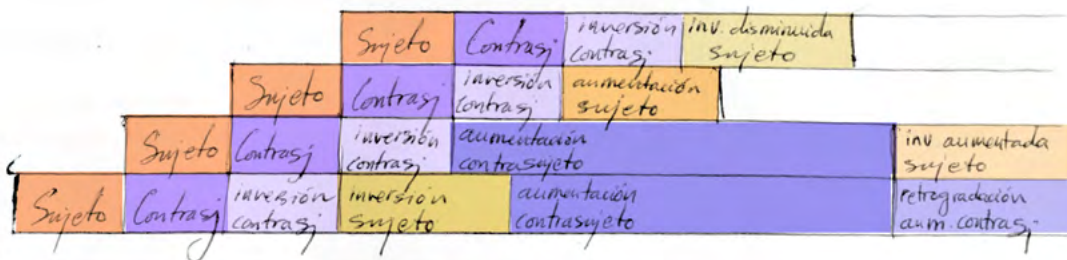 Sujeto Contrasj inversión inv. disminuida
contrasj sujeto
Sujeto Contrasj inversión aumentación
contrasj sujeto
Sujeto Contrasj inversión aumentación inv aumentada
contrasj contrasujeto sujeto
Sujeto Contrasj inversión inversión aumentación retrogradación
contrasj sujeto contrasujeto aum. contrasj